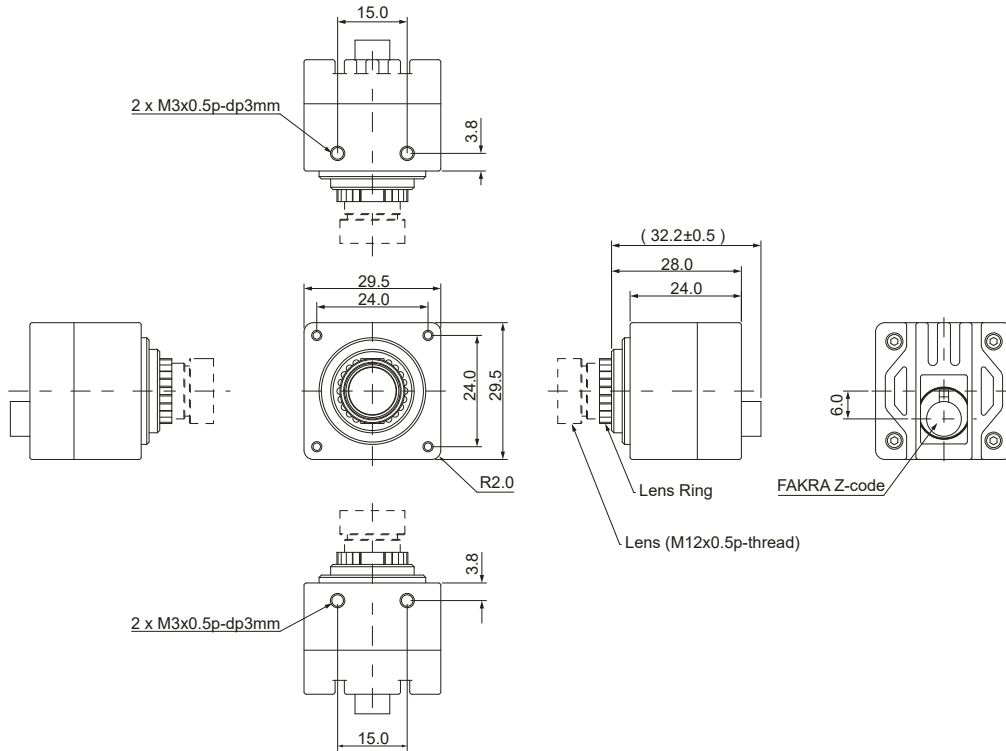 15.0
2 x M3x0.5p-dp3mm
3.8
( 32.2±0.5 )
28.0
24.0
29.5
24.0
24.0
29.5
6.0
R2.0
Lens Ring
FAKRA Z-code
Lens (M12x0.5p-thread)
3.8
2 x M3x0.5p-dp3mm
15.0